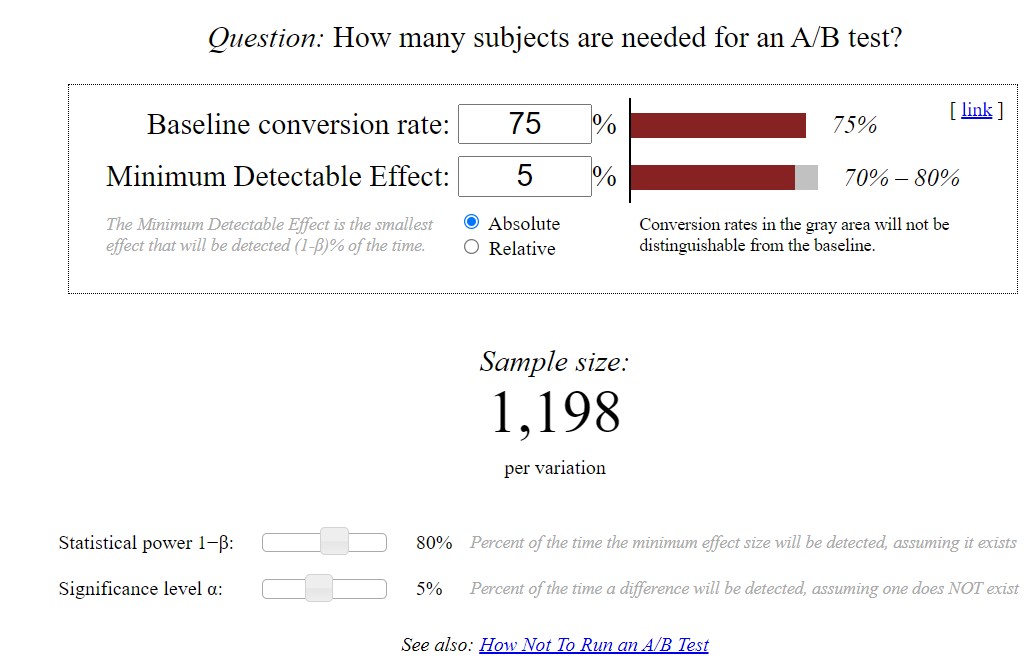 Question: How many subjects are needed for an A/B test?
[ link ]
Baseline conversion rate: 75 % 75%
Minimum Detectable Effect: 5 % 70% – 80%
The Minimum Detectable Effect is the smallest
effect that will be detected (1-β)% of the time.
Absolute
Relative
Conversion rates in the gray area will not be
distinguishable from the baseline.
Sample size:
1,198
per variation
Statistical power 1−β: 80% Percent of the time the minimum effect size will be detected, assuming it exists
Significance level α: 5% Percent of the time a difference will be detected, assuming one does NOT exist
See also: How Not To Run an A/B Test